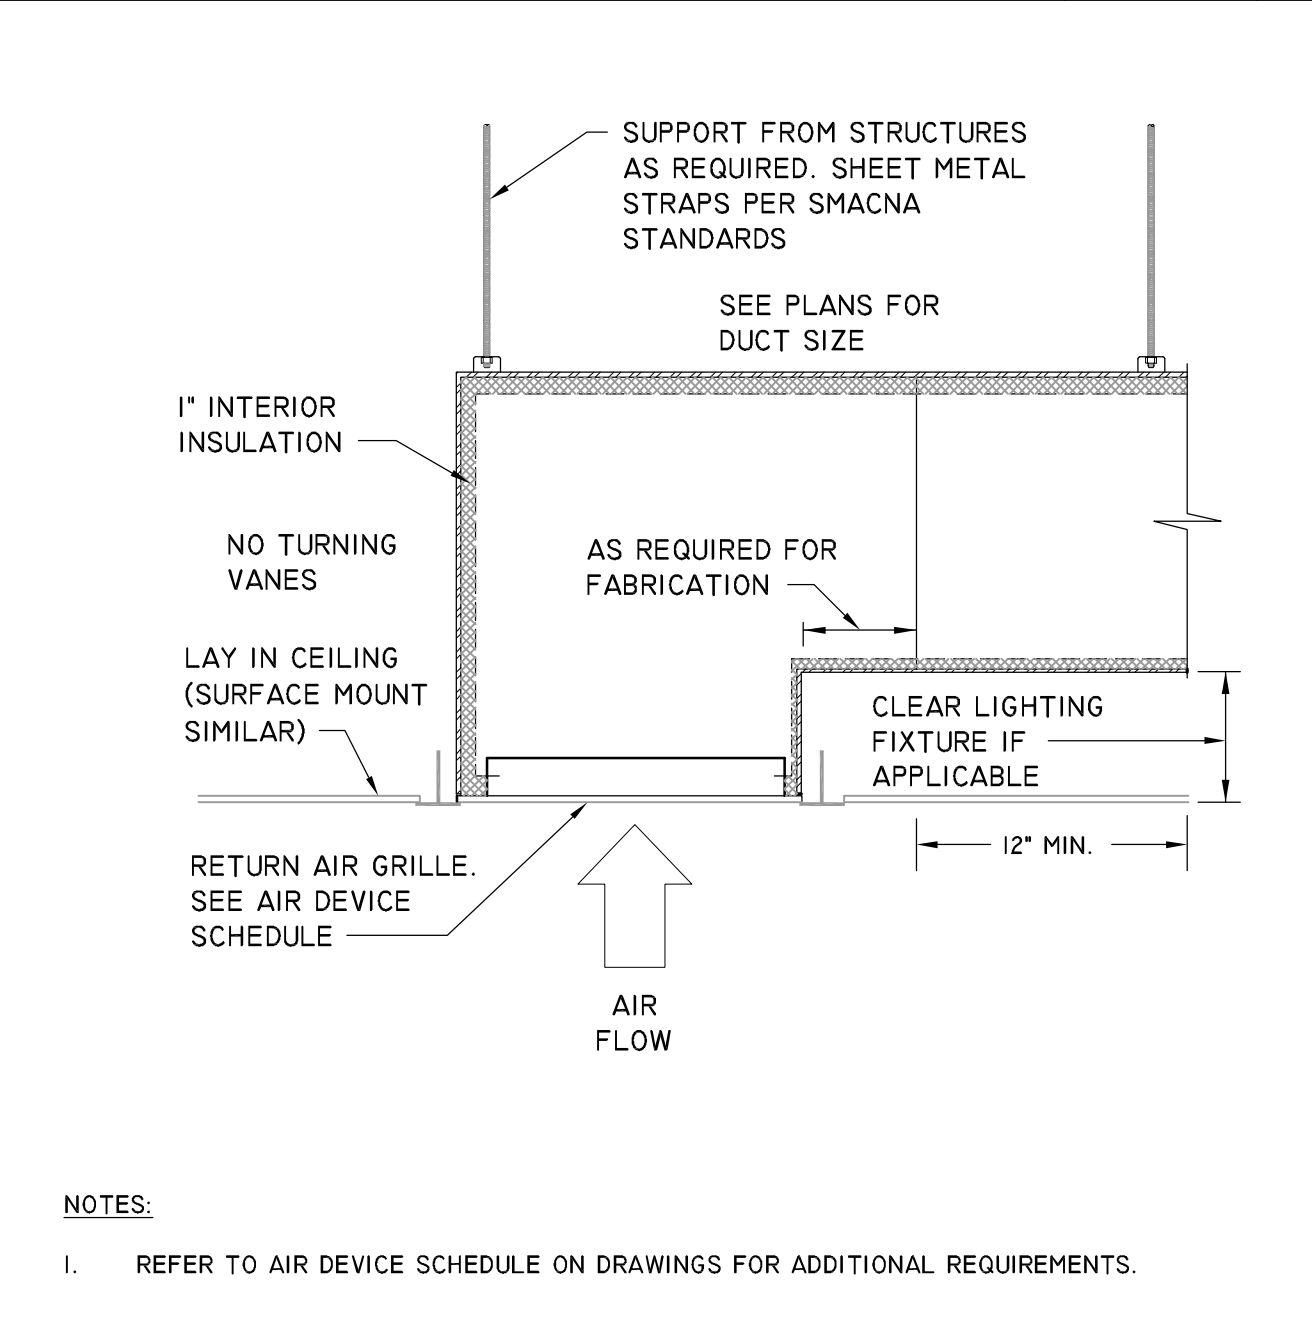 SUPPORT FROM STRUCTURES
AS REQUIRED. SHEET METAL
STRAPS PER SMACNA
STANDARDS
SEE PLANS FOR
DUCT SIZE
1" INTERIOR
INSULATION
NO TURNING
VANES
AS REQUIRED FOR
FABRICATION
LAY IN CEILING
(SURFACE MOUNT
SIMILAR)
CLEAR LIGHTING
FIXTURE IF
APPLICABLE
12" MIN.
RETURN AIR GRILLE.
SEE AIR DEVICE
SCHEDULE
AIR
FLOW
NOTES:
1. REFER TO AIR DEVICE SCHEDULE ON DRAWINGS FOR ADDITIONAL REQUIREMENTS.